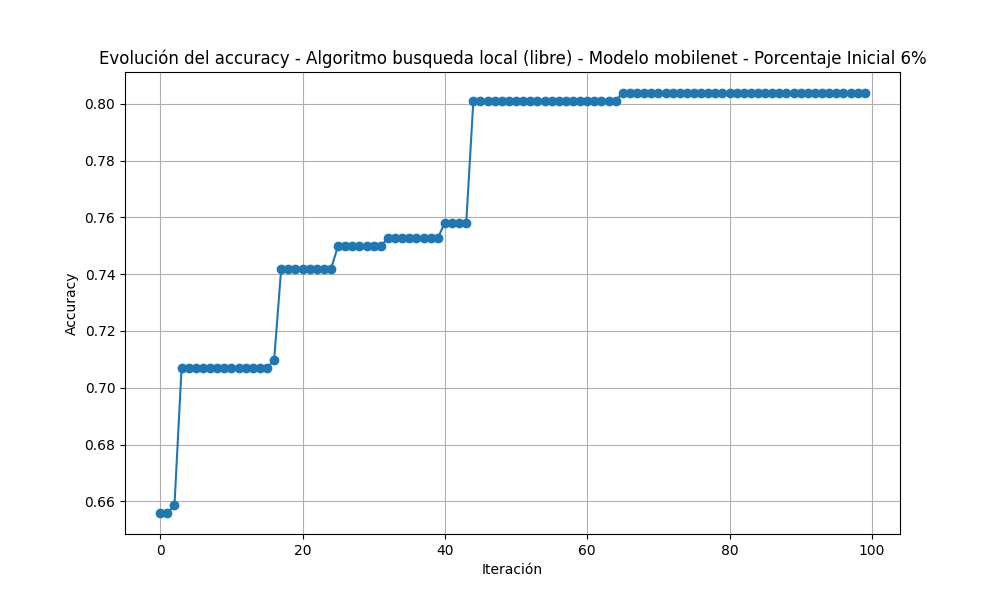 Evolución del accuracy - Algoritmo busqueda local (libre) - Modelo mobilenet - Porcentaje Inicial 6%
Accuracy
0.80
0.78
0.76
0.74
0.72
0.70
0.68
0.66
0 20 40 60 80 100
Iteración